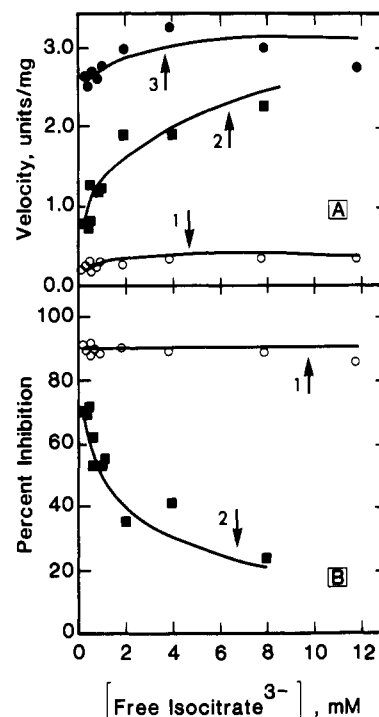 3.0
2.0
1.0
0.0
Velocity, units/mg
3
2
1
A
100
80
60
40
20
0
Percent Inhibition
1
2
B
0 2 4 6 8 10 12
[Free Isocitrate³⁻], mM